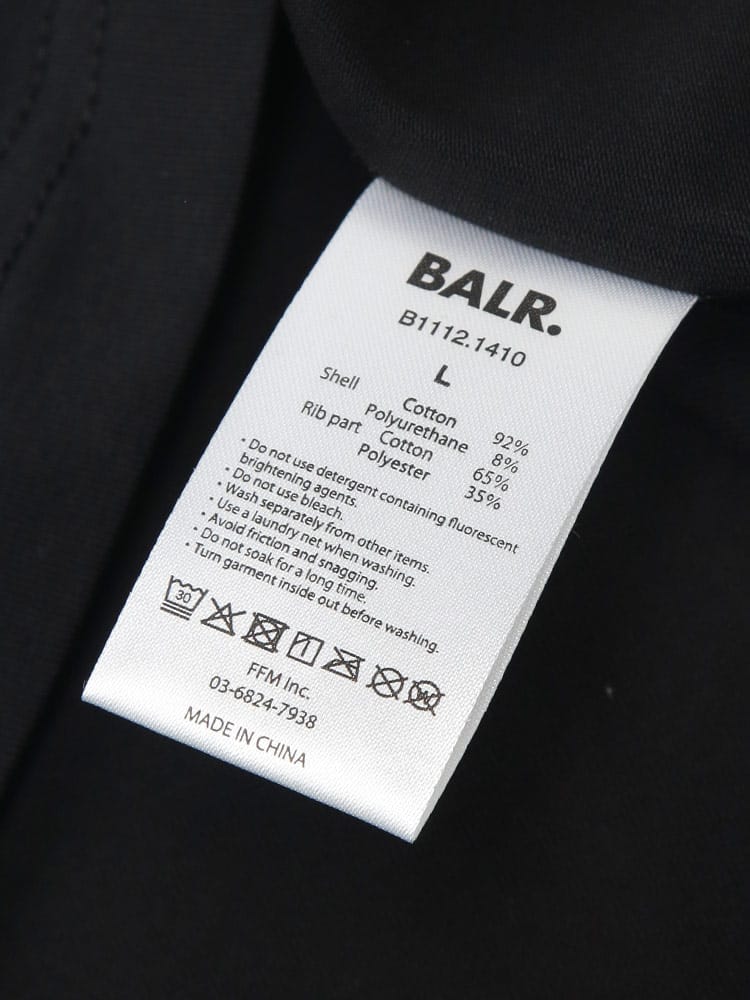 BALR.
B1112.1410
L
Shell Cotton 92%
Polyurethane 8%
Rib part Cotton 65%
Polyester 35%
• Do not use detergent containing fluorescent
brightening agents.
• Do not use bleach.
• Wash separately from other items.
• Use a laundry net when washing.
• Avoid friction and snagging.
• Do not soak for a long time.
• Turn garment inside out before washing.
30
W
FFM Inc.
03-6824-7938
MADE IN CHINA